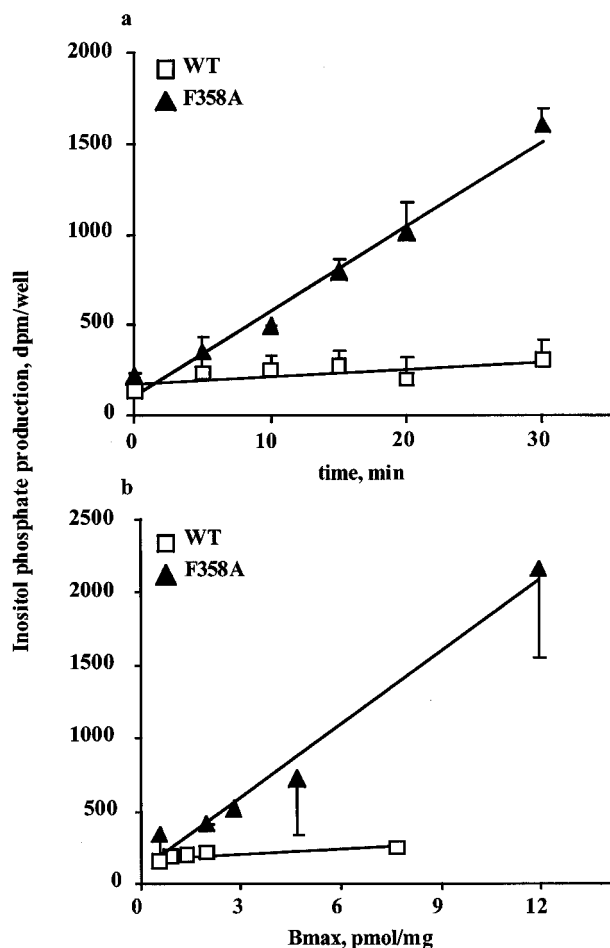 a
2000
WT
F358A
1500
1000
500
0
0 10 20 30
time, min
Inositol phosphate production, dpm/well
b
2500
WT
F358A
2000
1500
1000
500
0
0 3 6 9 12
Bmax, pmol/mg